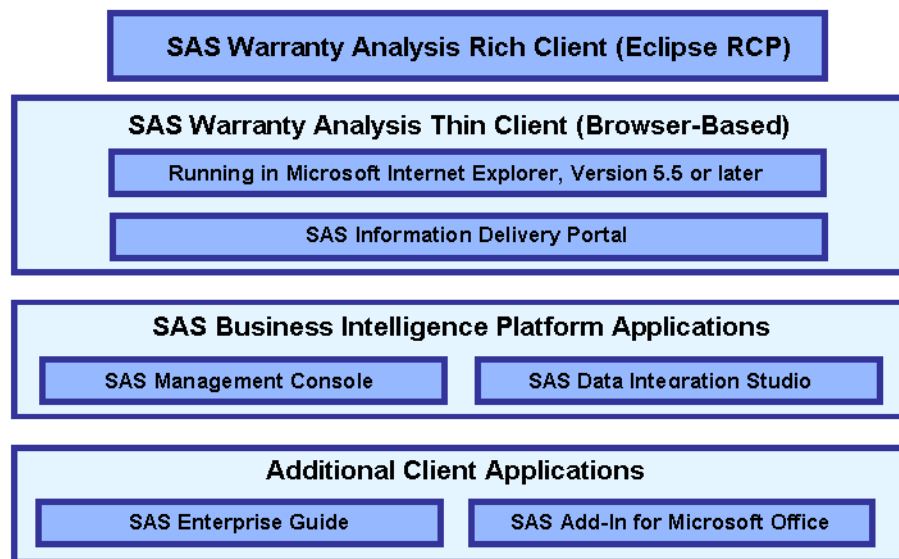 SAS Warranty Analysis Rich Client (Eclipse RCP)
SAS Warranty Analysis Thin Client (Browser-Based)
Running in Microsoft Internet Explorer, Version 5.5 or later
SAS Information Delivery Portal
SAS Business Intelligence Platform Applications
SAS Management Console
SAS Data Integration Studio
Additional Client Applications
SAS Enterprise Guide
SAS Add-In for Microsoft Office